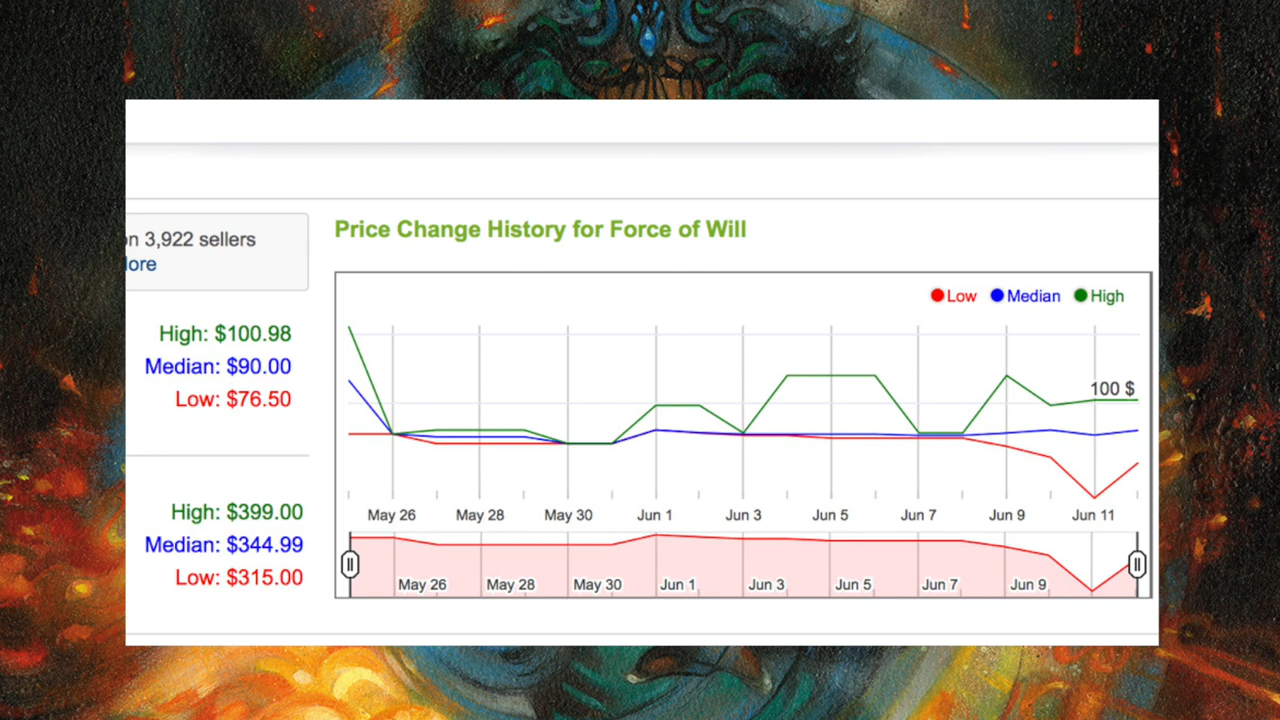 on 3,922 sellers
ore
High: $100.98
Median: $90.00
Low: $76.50
High: $399.00
Median: $344.99
Low: $315.00
Price Change History for Force of Will
Low Median High
100 $
May 26 May 28 May 30 Jun 1 Jun 3 Jun 5 Jun 7 Jun 9 Jun 11
May 26 May 28 May 30 Jun 1 Jun 3 Jun 5 Jun 7 Jun 9